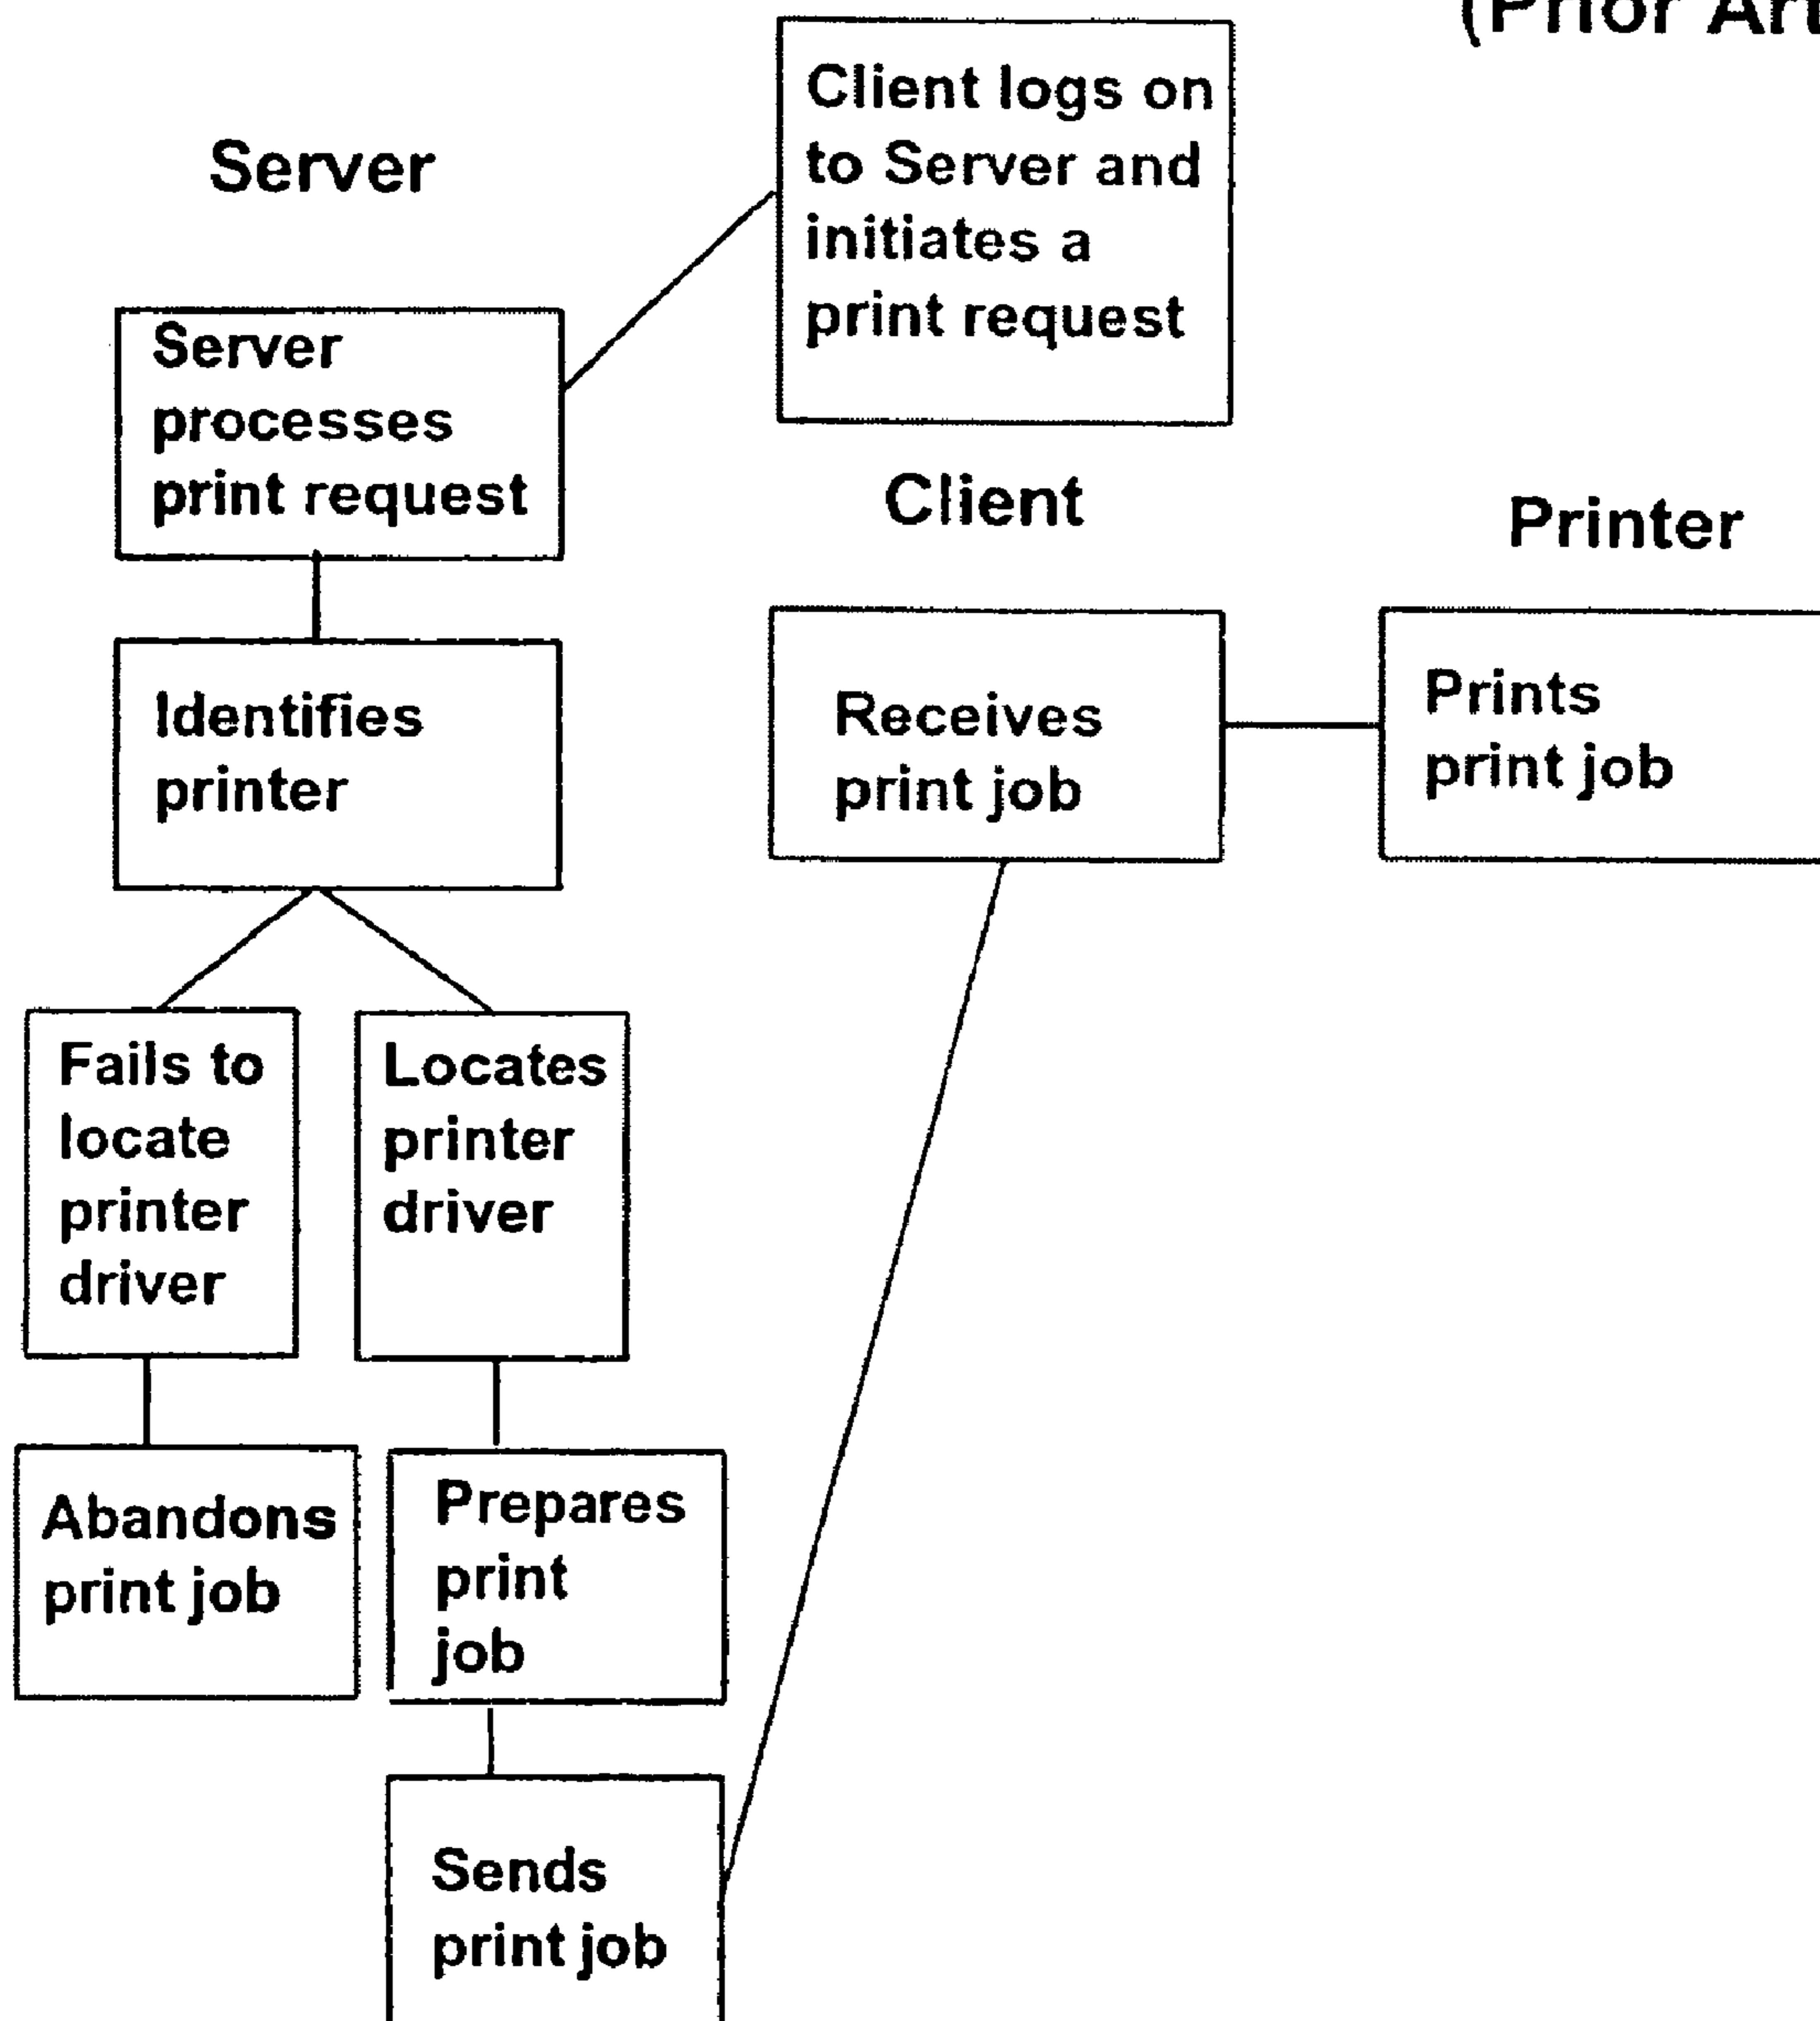 (Prior Art
Client logs on
to Server and
initiates a
print request
Server
Server
processes
print request
Client
Printer
Identifies
printer
Receives
print job
Prints
print job
Fails to
locate
printer
driver
Locates
printer
driver
Abandons
print job
Prepares
print
job
Sends
print job